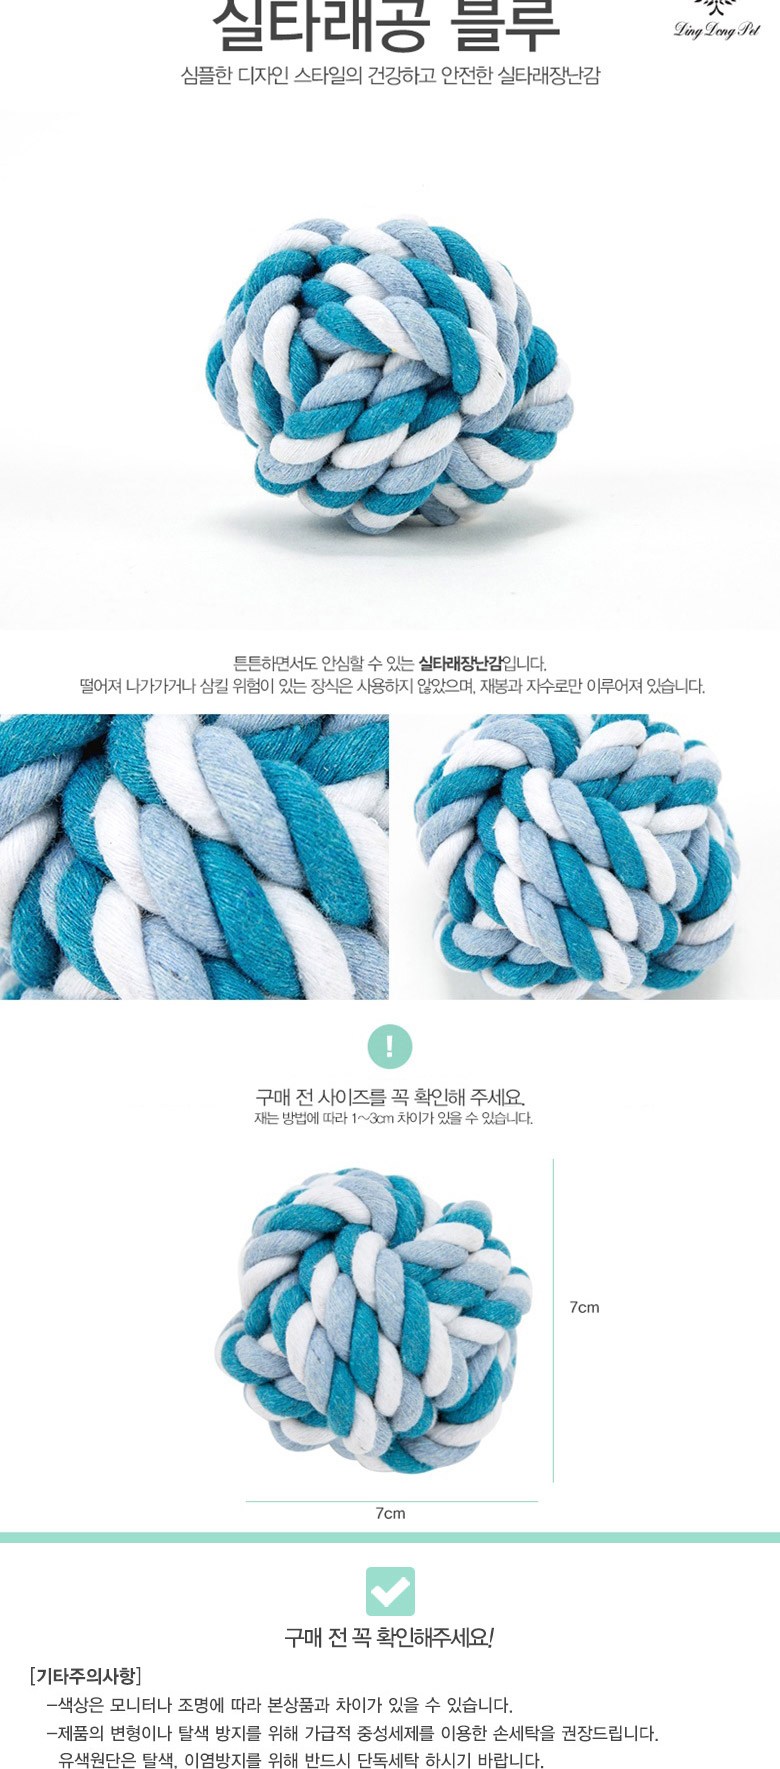 실타래공 블루
Ding Dong Pet
심플한 디자인 스타일의 건강하고 안전한 실타래장난감
튼튼하면서도 안심할 수 있는 실타래장난감입니다.
떨어져 나가가거나 삼킬 위험이 있는 장식은 사용하지 않았으며, 재봉과 자수로만 이루어져 있습니다.
!
구매 전 사이즈를 꼭 확인해 주세요.
재는 방법에 따라 1~3cm 차이가 있을 수 있습니다.
7cm
7cm
구매 전 꼭 확인해주세요!
[기타주의사항]
-색상은 모니터나 조명에 따라 본상품과 차이가 있을 수 있습니다.
-제품의 변형이나 탈색 방지를 위해 가급적 중성세제를 이용한 손세탁을 권장드립니다.
유색원단은 탈색, 이염방지를 위해 반드시 단독세탁 하시기 바랍니다.